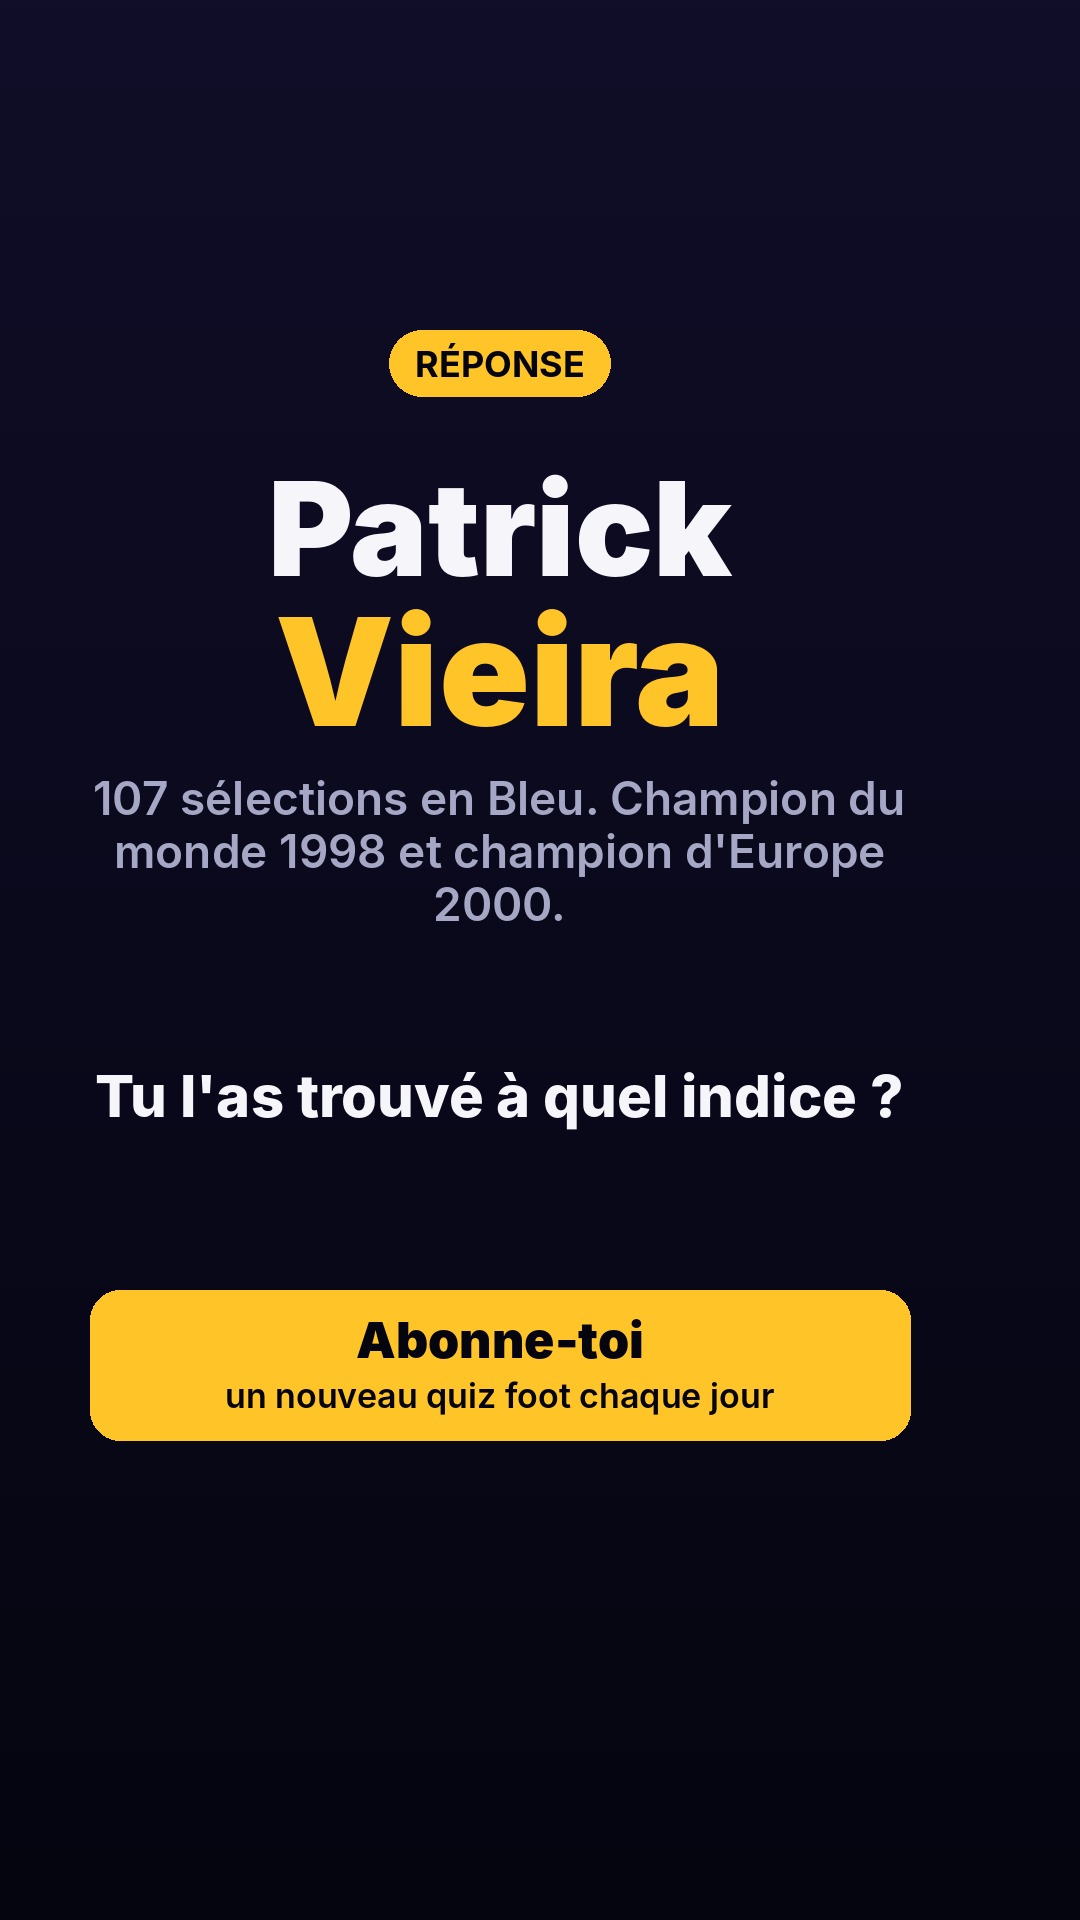 RÉPONSE
Patrick
Vieira
107 sélections en Bleu. Champion du
monde 1998 et champion d'Europe
2000.
Tu l'as trouvé à quel indice ?
Abonne-toi
un nouveau quiz foot chaque jour